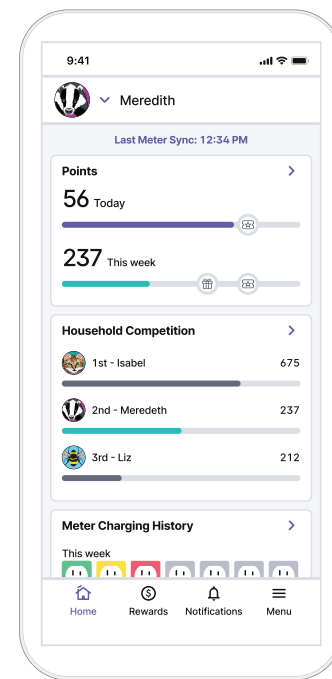 9:41
Meredith
Last Meter Sync: 12:34 PM
Points
56 Today
237 This week
Household Competition
1st - Isabel 675
2nd - Meredeth 237
3rd - Liz 212
Meter Charging History
This week
Home Rewards Notifications Menu